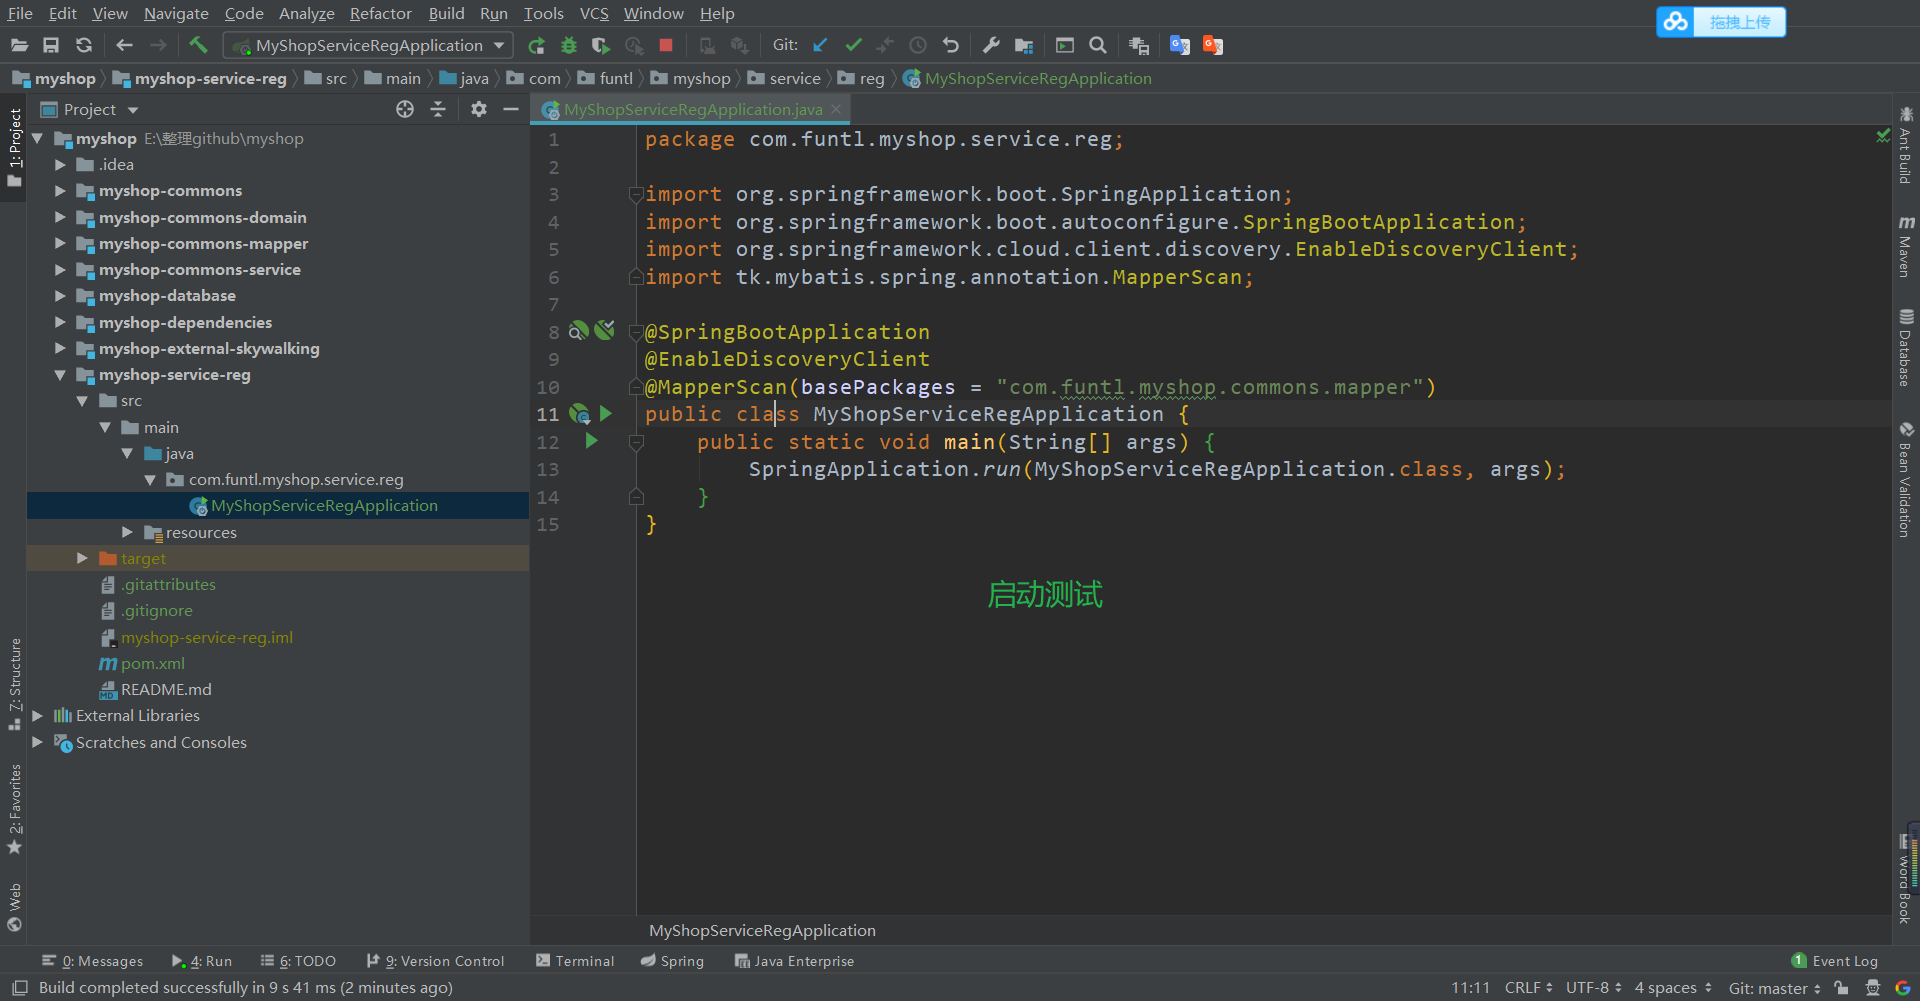 File Edit View Navigate Code Analyze Refactor Build Run Tools VCS Window Help
拖拽上传
MyShopServiceRegApplication
Git:
myshop myshop-service-reg src main java com funtl myshop service reg MyShopServiceRegApplication
1: Project
Project
myshop E:\整理github\myshop
.idea
myshop-commons
myshop-commons-domain
myshop-commons-mapper
myshop-commons-service
myshop-database
myshop-dependencies
myshop-external-skywalking
myshop-service-reg
src
main
java
com.funtl.myshop.service.reg
MyShopServiceRegApplication
resources
target
.gitattributes
.gitignore
myshop-service-reg.iml
pom.xml
README.md
External Libraries
Scratches and Consoles
7: Structure
2: Favorites
Web
MyShopServiceRegApplication.java
1 package com.funtl.myshop.service.reg;
2
3 import org.springframework.boot.SpringApplication;
4 import org.springframework.boot.autoconfigure.SpringBootApplication;
5 import org.springframework.cloud.client.discovery.EnableDiscoveryClient;
6 import tk.mybatis.spring.annotation.MapperScan;
7
8 @SpringBootApplication
9 @EnableDiscoveryClient
10 @MapperScan(basePackages = "com.funtl.myshop.commons.mapper")
11 public class MyShopServiceRegApplication {
12 public static void main(String[] args) {
13 SpringApplication.run(MyShopServiceRegApplication.class, args);
14 }
15 }
启动测试
MyShopServiceRegApplication
Ant Build
Maven
Database
Bean Validation
Word Book
0: Messages 4: Run 6: TODO 9: Version Control Terminal Spring Java Enterprise 1 Event Log
Build completed successfully in 9 s 41 ms (2 minutes ago) 11:11 CRLF UTF-8 4 spaces Git: master